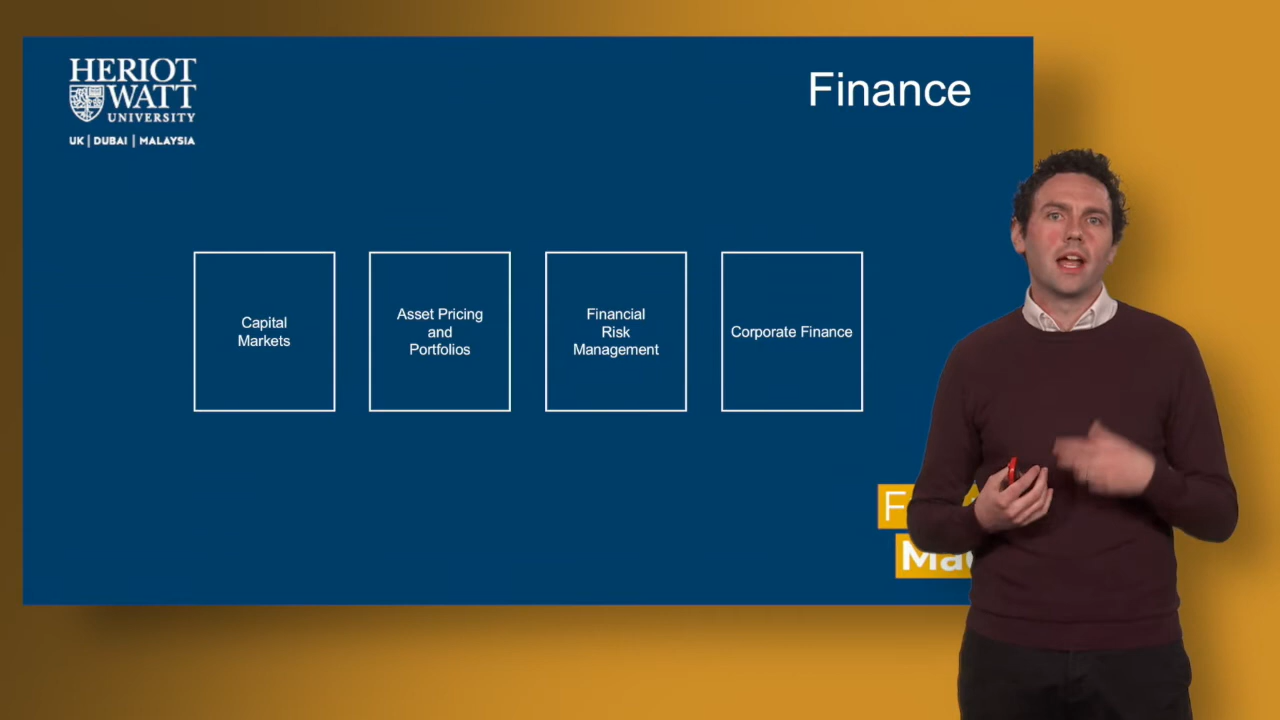 HERIOT
WATT
UNIVERSITY
UK | DUBAI | MALAYSIA
Finance
Capital
Markets
Asset Pricing
and
Portfolios
Financial
Risk
Management
Corporate Finance